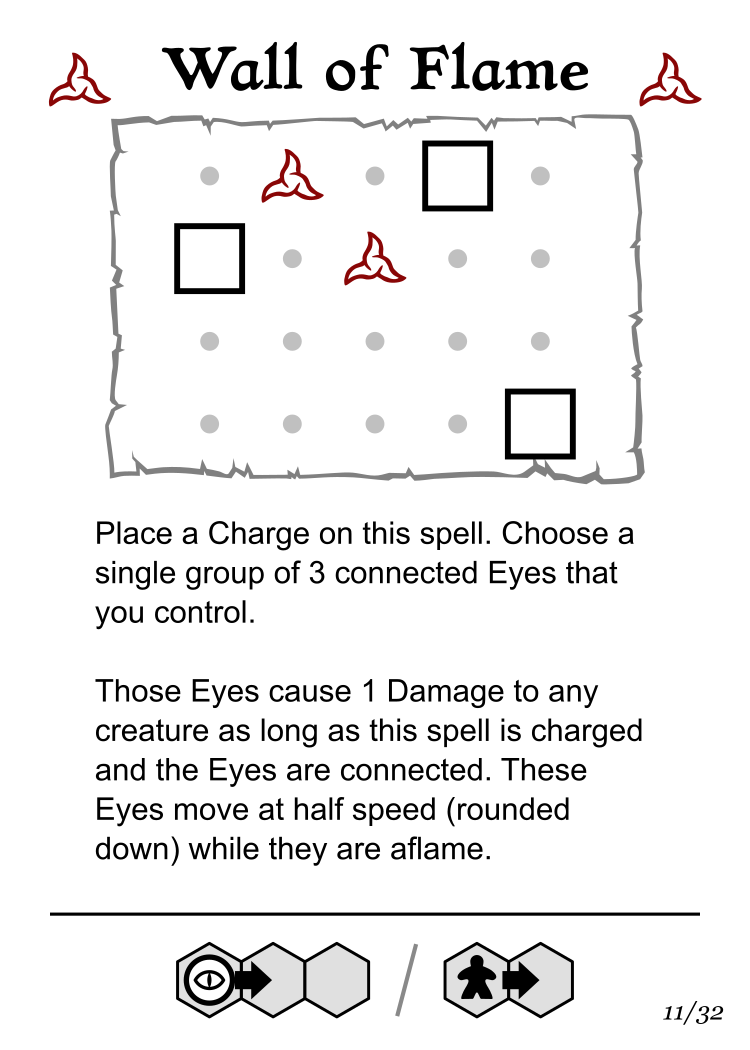 Wall of Flame
Place a Charge on this spell. Choose a
single group of 3 connected Eyes that
you control.
Those Eyes cause 1 Damage to any
creature as long as this spell is charged
and the Eyes are connected. These
Eyes move at half speed (rounded
down) while they are aflame.
11/32